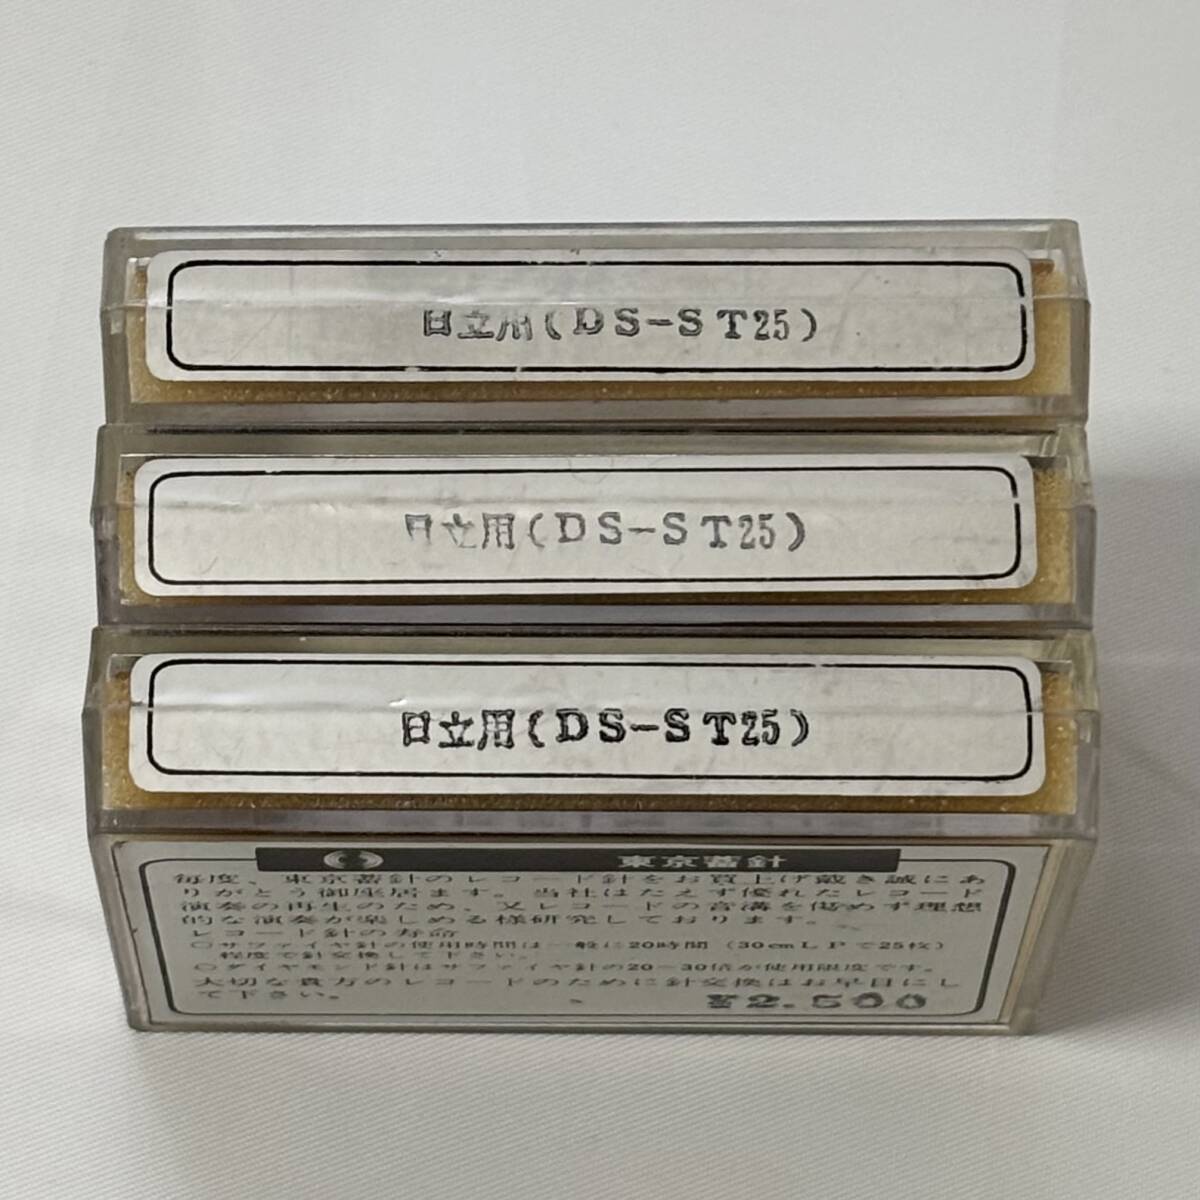 日立用(DS-ST25)
日立用(DS-ST25)
日立用(DS-ST25)
東京蓄針
毎度、東京蓄針のレコード針をお買上げ戴き誠にあ
りがとう御座居ます。当社はたえず優れたレコード
演奏の再生のため、又レコードの音溝を傷めず理想
的な演奏が楽しめる様研究しております。
レコード針の寿命
○サファイヤ針の使用時間は一般に20時間(30cmLPで25枚)
程度で針交換して下さい。
○ダイヤモンド針はサファイヤ針の20〜30倍が使用限度です。
大切な貴方のレコードのために針交換はお早目にし
て下さい。
¥2.500